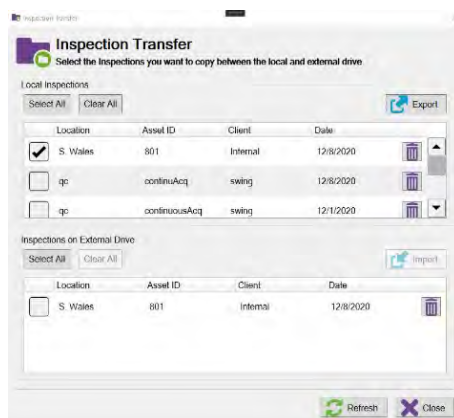 Inspection Transfer
Inspection Transfer
Select the Inspections you want to copy between the local and external drive
Local Inspections
Select All Clear All Export
Location Asset ID Client Date
S. Wales 801 Internal 12/8/2020
qc continuAcq swing 12/8/2020
qc continuousAcq swing 12/1/2020
Inspections on External Drive
Select All Clear All Import
Location Asset ID Client Date
S. Wales 801 Internal 12/8/2020
Refresh Close